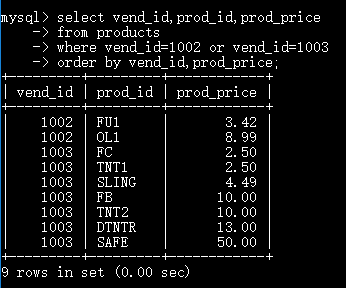 mysql> select vend_id,prod_id,prod_price
-> from products
-> where vend_id=1002 or vend_id=1003
-> order by vend_id,prod_price;
+---------+---------+------------+
| vend_id | prod_id | prod_price |
+---------+---------+------------+
| 1002 | FU1 | 3.42 |
| 1002 | OL1 | 8.99 |
| 1003 | FC | 2.50 |
| 1003 | TNT1 | 2.50 |
| 1003 | SLING | 4.49 |
| 1003 | FB | 10.00 |
| 1003 | TNT2 | 10.00 |
| 1003 | DTNTR | 13.00 |
| 1003 | SAFE | 50.00 |
+---------+---------+------------+
9 rows in set (0.00 sec)